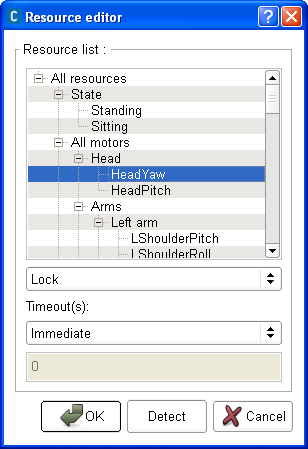 C Resource editor
Resource list :
All resources
State
Standing
Sitting
All motors
Head
HeadYaw
HeadPitch
Arms
Left arm
LShoulderPitch
LShoulderRoll
Lock
Timeout(s):
Immediate
0
OK Detect Cancel